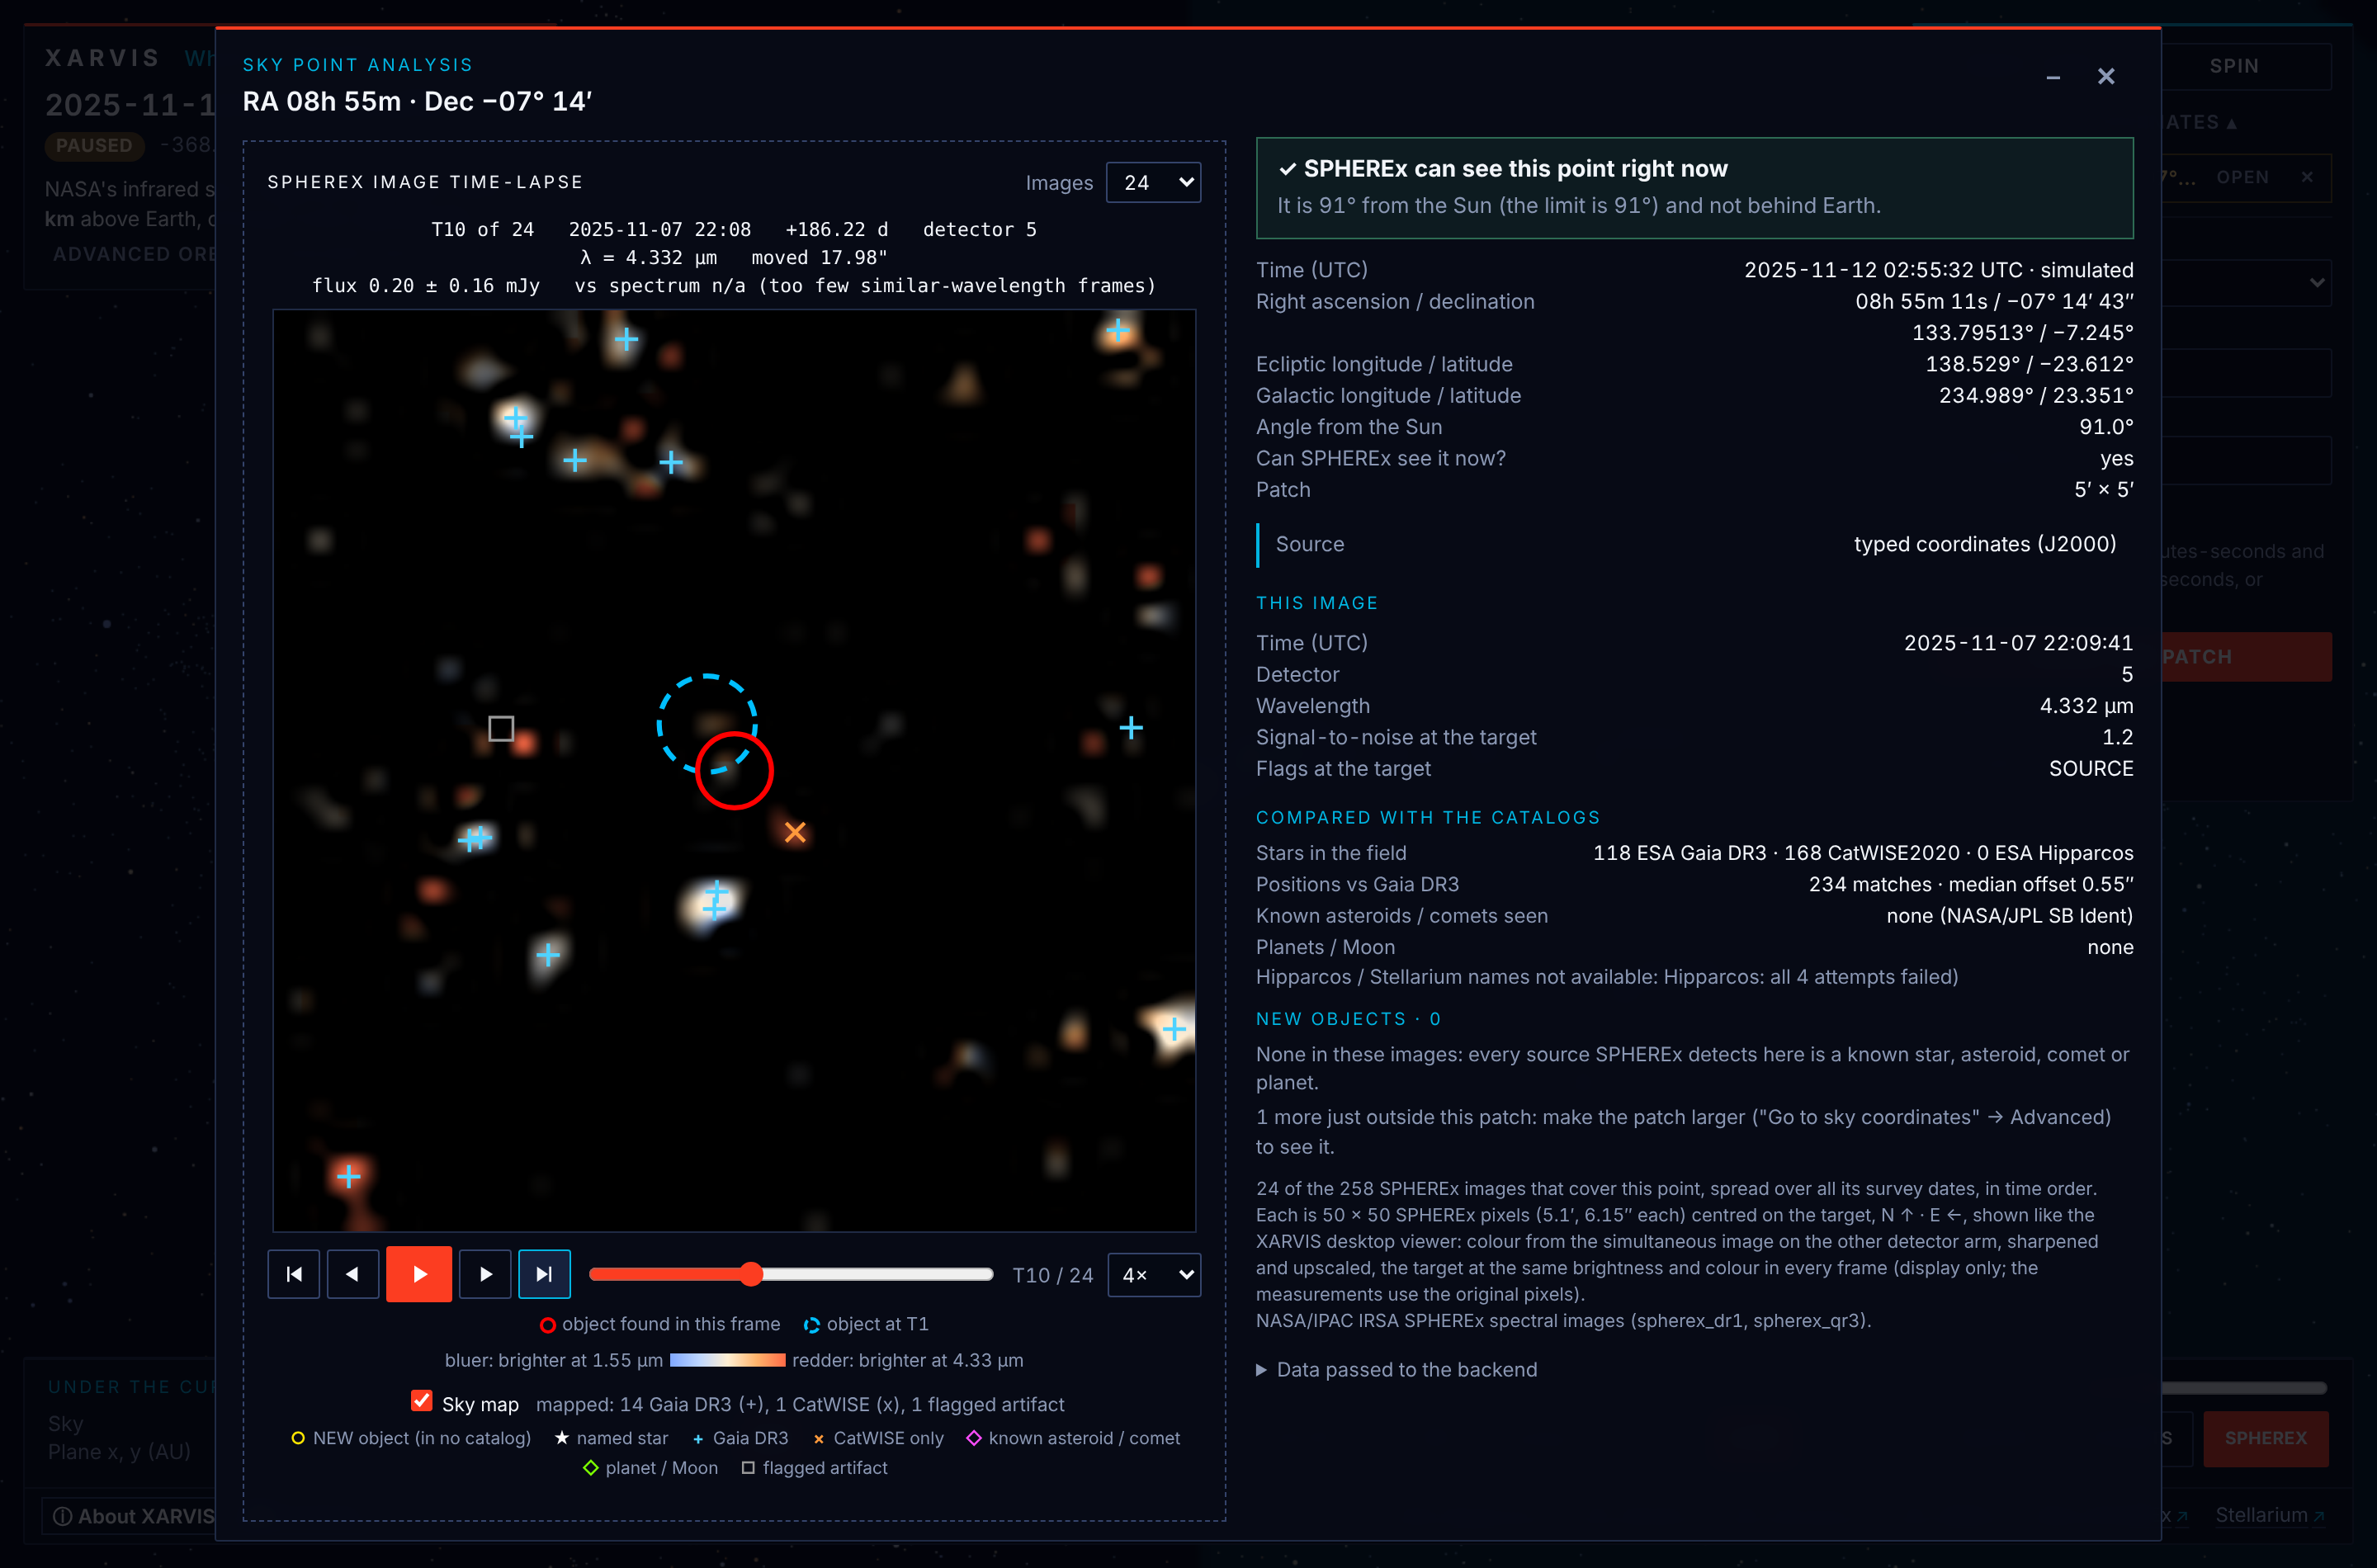 XARVIS Wh
2025-11-1
PAUSED -368.
NASA's infrared s
km above Earth, c
ADVANCED ORE
SPIN
ATES ▴
7°... OPEN ×
utes-seconds and
seconds, or
PATCH
SKY POINT ANALYSIS
RA 08h 55m · Dec −07° 14′
– ✕
SPHEREX IMAGE TIME-LAPSE
Images 24
T10 of 24 2025-11-07 22:08 +186.22 d detector 5
λ = 4.332 µm moved 17.98"
flux 0.20 ± 0.16 mJy vs spectrum n/a (too few similar-wavelength frames)
T10 / 24 4×
object found in this frame object at T1
bluer: brighter at 1.55 µm redder: brighter at 4.33 µm
Sky map mapped: 14 Gaia DR3 (+), 1 CatWISE (x), 1 flagged artifact
NEW object (in no catalog) ★ named star + Gaia DR3 × CatWISE only known asteroid / comet
planet / Moon flagged artifact
✓ SPHEREx can see this point right now
It is 91° from the Sun (the limit is 91°) and not behind Earth.
Time (UTC) 2025-11-12 02:55:32 UTC · simulated
Right ascension / declination 08h 55m 11s / −07° 14′ 43″
133.79513° / −7.245°
Ecliptic longitude / latitude 138.529° / −23.612°
Galactic longitude / latitude 234.989° / 23.351°
Angle from the Sun 91.0°
Can SPHEREx see it now? yes
Patch 5′ × 5′
Source typed coordinates (J2000)
THIS IMAGE
Time (UTC) 2025-11-07 22:09:41
Detector 5
Wavelength 4.332 µm
Signal-to-noise at the target 1.2
Flags at the target SOURCE
COMPARED WITH THE CATALOGS
Stars in the field 118 ESA Gaia DR3 · 168 CatWISE2020 · 0 ESA Hipparcos
Positions vs Gaia DR3 234 matches · median offset 0.55″
Known asteroids / comets seen none (NASA/JPL SB Ident)
Planets / Moon none
Hipparcos / Stellarium names not available: Hipparcos: all 4 attempts failed)
NEW OBJECTS · 0
None in these images: every source SPHEREx detects here is a known star, asteroid, comet or
planet.
1 more just outside this patch: make the patch larger ("Go to sky coordinates" → Advanced)
to see it.
24 of the 258 SPHEREx images that cover this point, spread over all its survey dates, in time order.
Each is 50 × 50 SPHEREx pixels (5.1′, 6.15″ each) centred on the target, N ↑ · E ←, shown like the
XARVIS desktop viewer: colour from the simultaneous image on the other detector arm, sharpened
and upscaled, the target at the same brightness and colour in every frame (display only; the
measurements use the original pixels).
NASA/IPAC IRSA SPHEREx spectral images (spherex_dr1, spherex_qr3).
▶ Data passed to the backend
UNDER THE CUR
Sky
Plane x, y (AU)
ⓘ About XARVIS
S SPHEREX
x ↗ Stellarium ↗